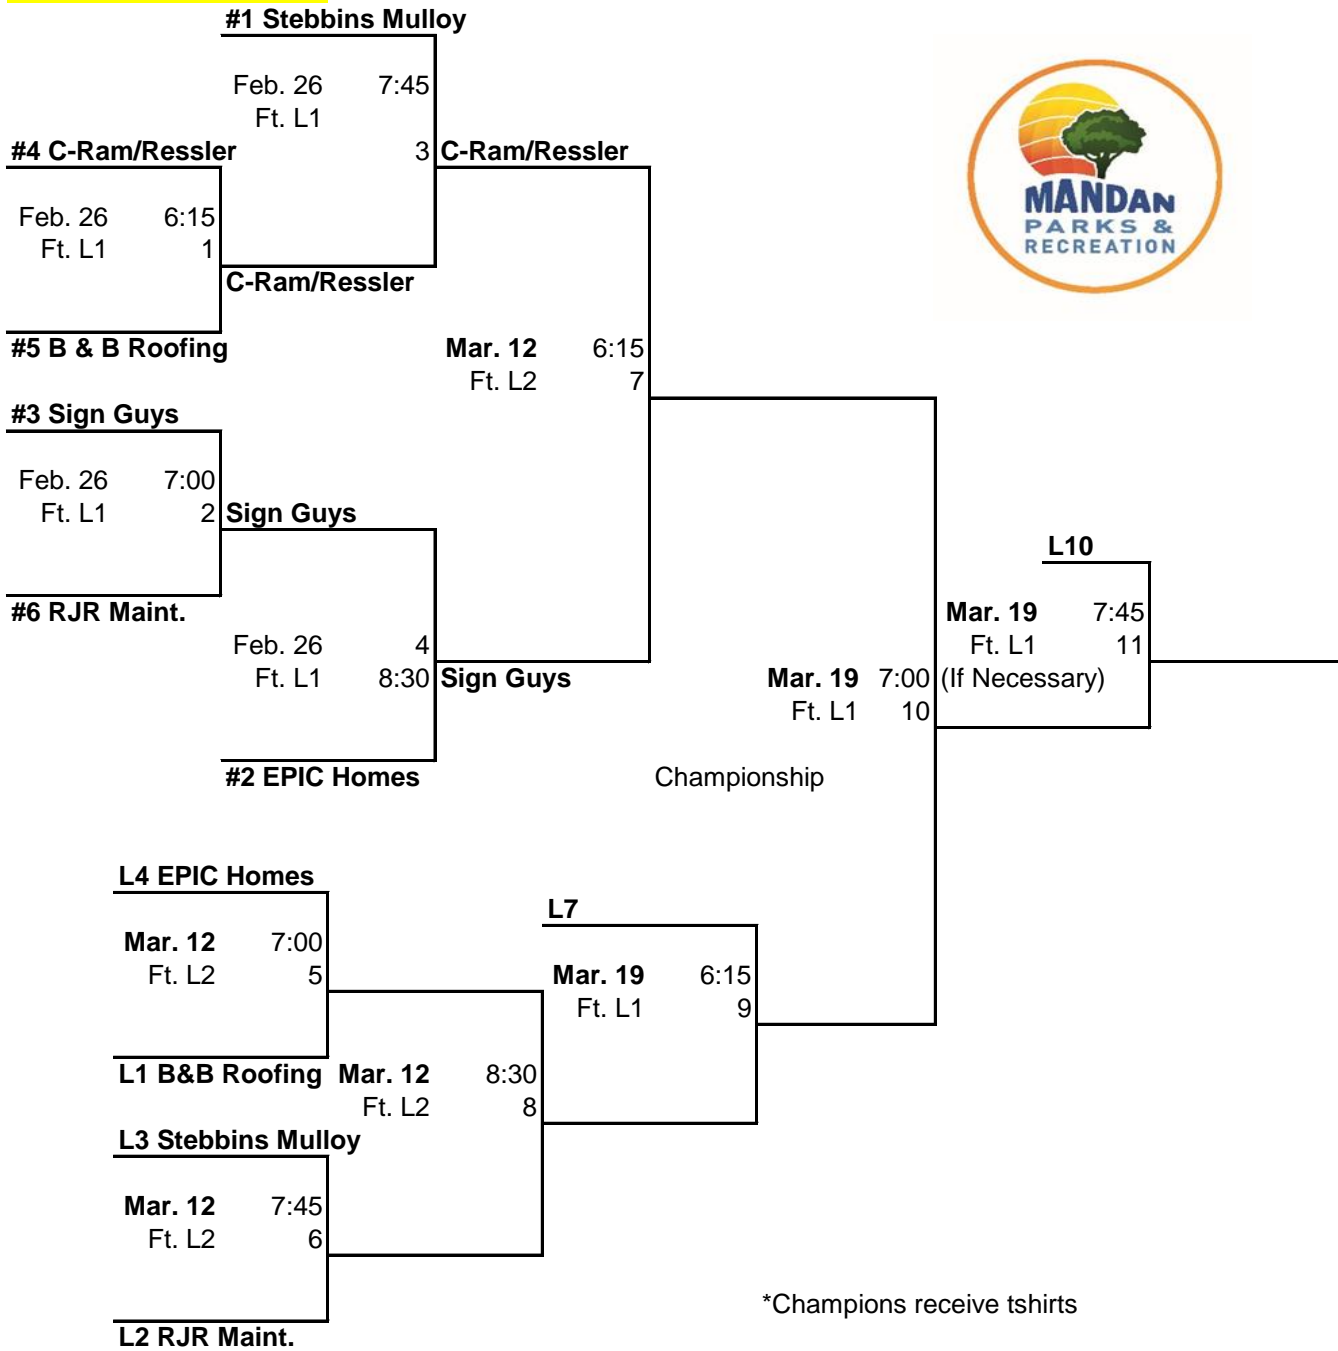 #1 Stebbins Mulloy
Feb. 26 7:45
Ft. L1
#4 C-Ram/Ressler 3 C-Ram/Ressler
Feb. 26 6:15
Ft. L1 1
C-Ram/Ressler
#5 B & B Roofing Mar. 12 6:15
Ft. L2 7
#3 Sign Guys
Feb. 26 7:00
Ft. L1 2 Sign Guys
L10
#6 RJR Maint. Mar. 19 7:45
Feb. 26 4 Ft. L1 11
Ft. L1 8:30 Sign Guys Mar. 19 7:00 (If Necessary)
Ft. L1 10
#2 EPIC Homes Championship
L4 EPIC Homes
L7
Mar. 12 7:00
Ft. L2 5
Mar. 19 6:15
Ft. L1 9
L1 B&B Roofing Mar. 12 8:30
Ft. L2 8
L3 Stebbins Mulloy
Mar. 12 7:45
Ft. L2 6
*Champions receive tshirts
L2 RJR Maint.
MANDAN
PARKS &
RECREATION